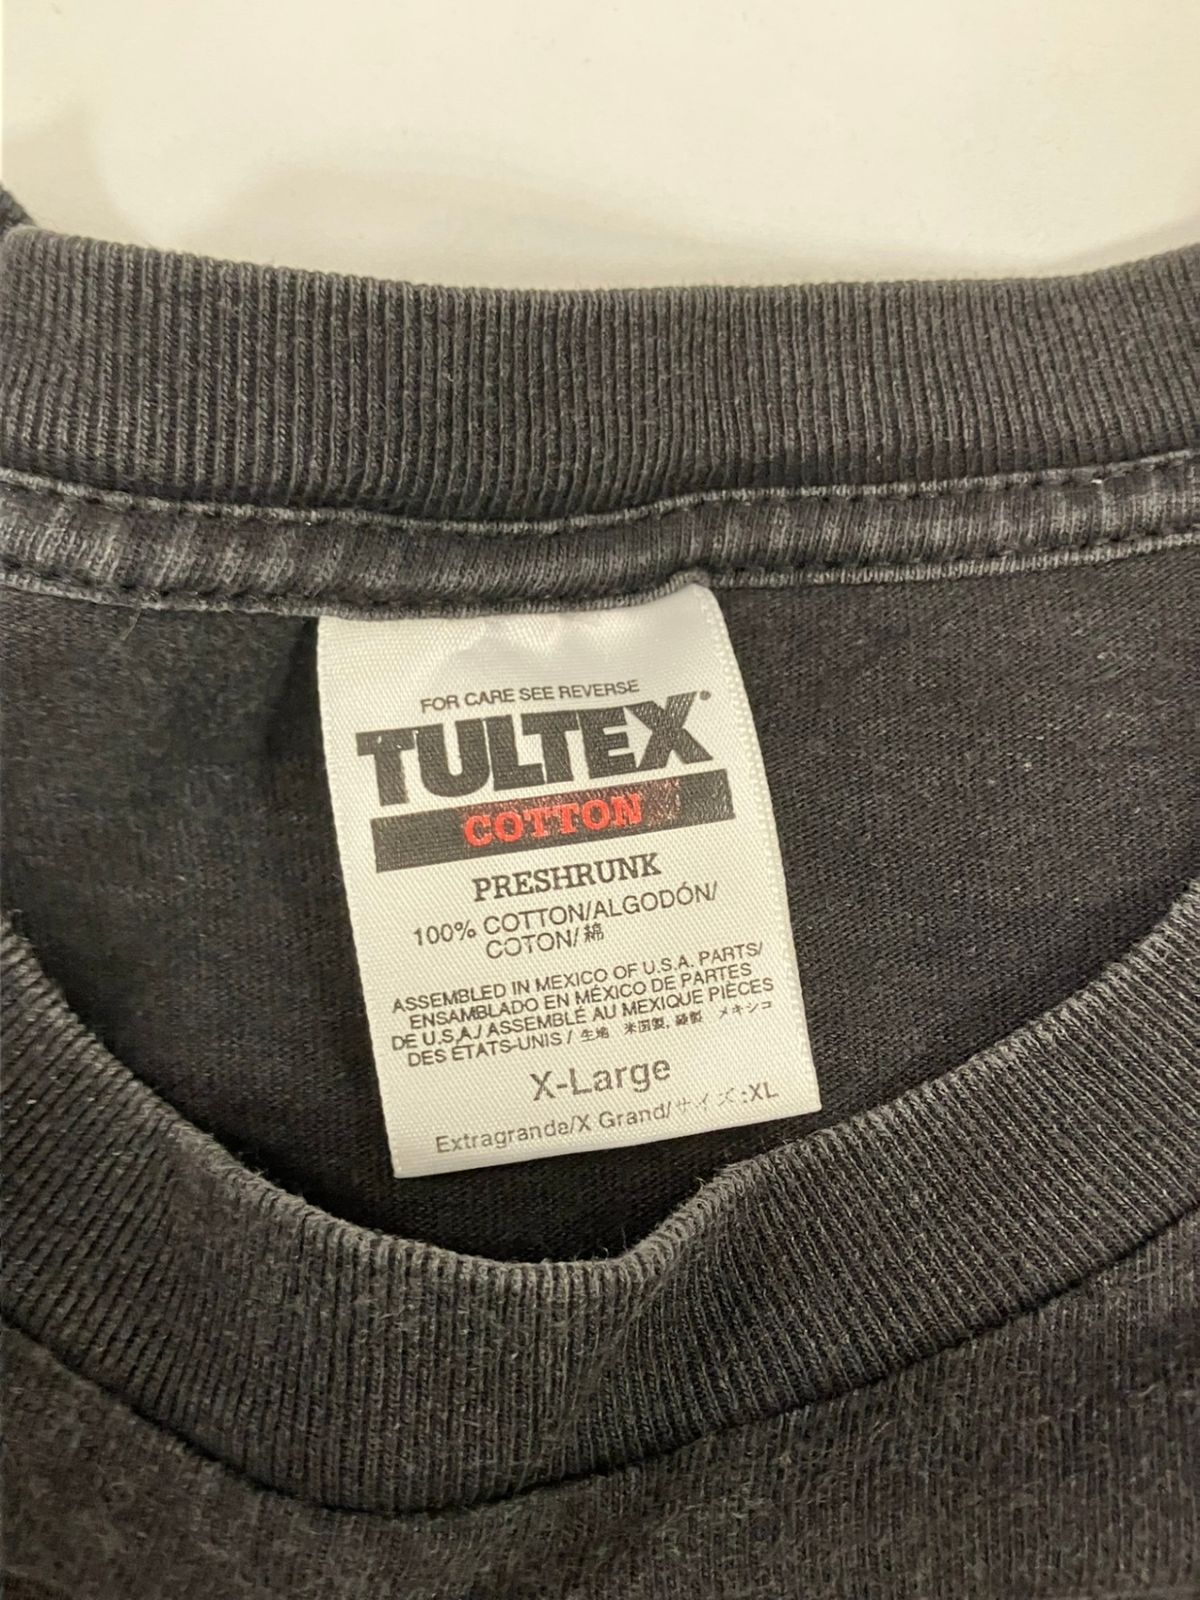 FOR CARE SEE REVERSE
TULTEX®
COTTON
PRESHRUNK
100% COTTON/ALGODÓN/
COTON/綿
ASSEMBLED IN MEXICO OF U.S.A. PARTS/
ENSAMBLADO EN MÉXICO DE PARTES
DE U.S.A./ ASSEMBLÉ AU MEXIQUE PIÈCES
DES ÉTATS-UNIS / 生地 米国製, 縫製 メキシコ
X-Large
Extragrande/X Grand/サイズ:XL